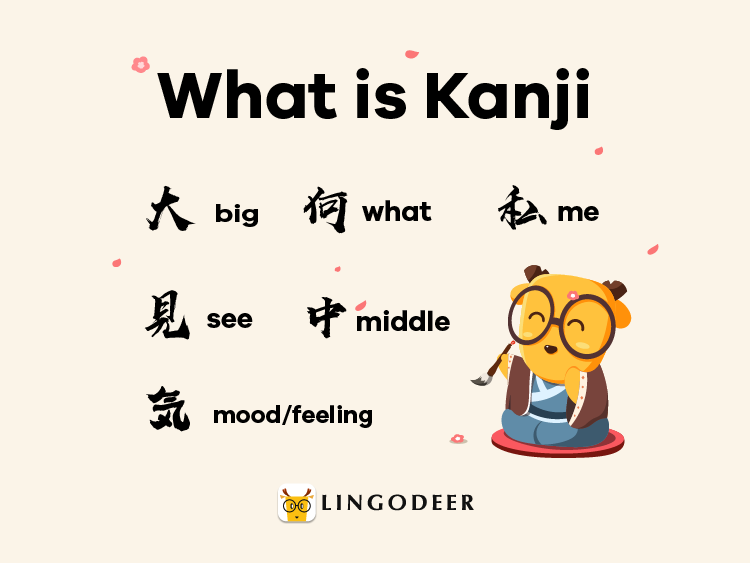 What is Kanji
大 big 何 what 私 me
見 see 中 middle
気 mood/feeling
LINGODEER